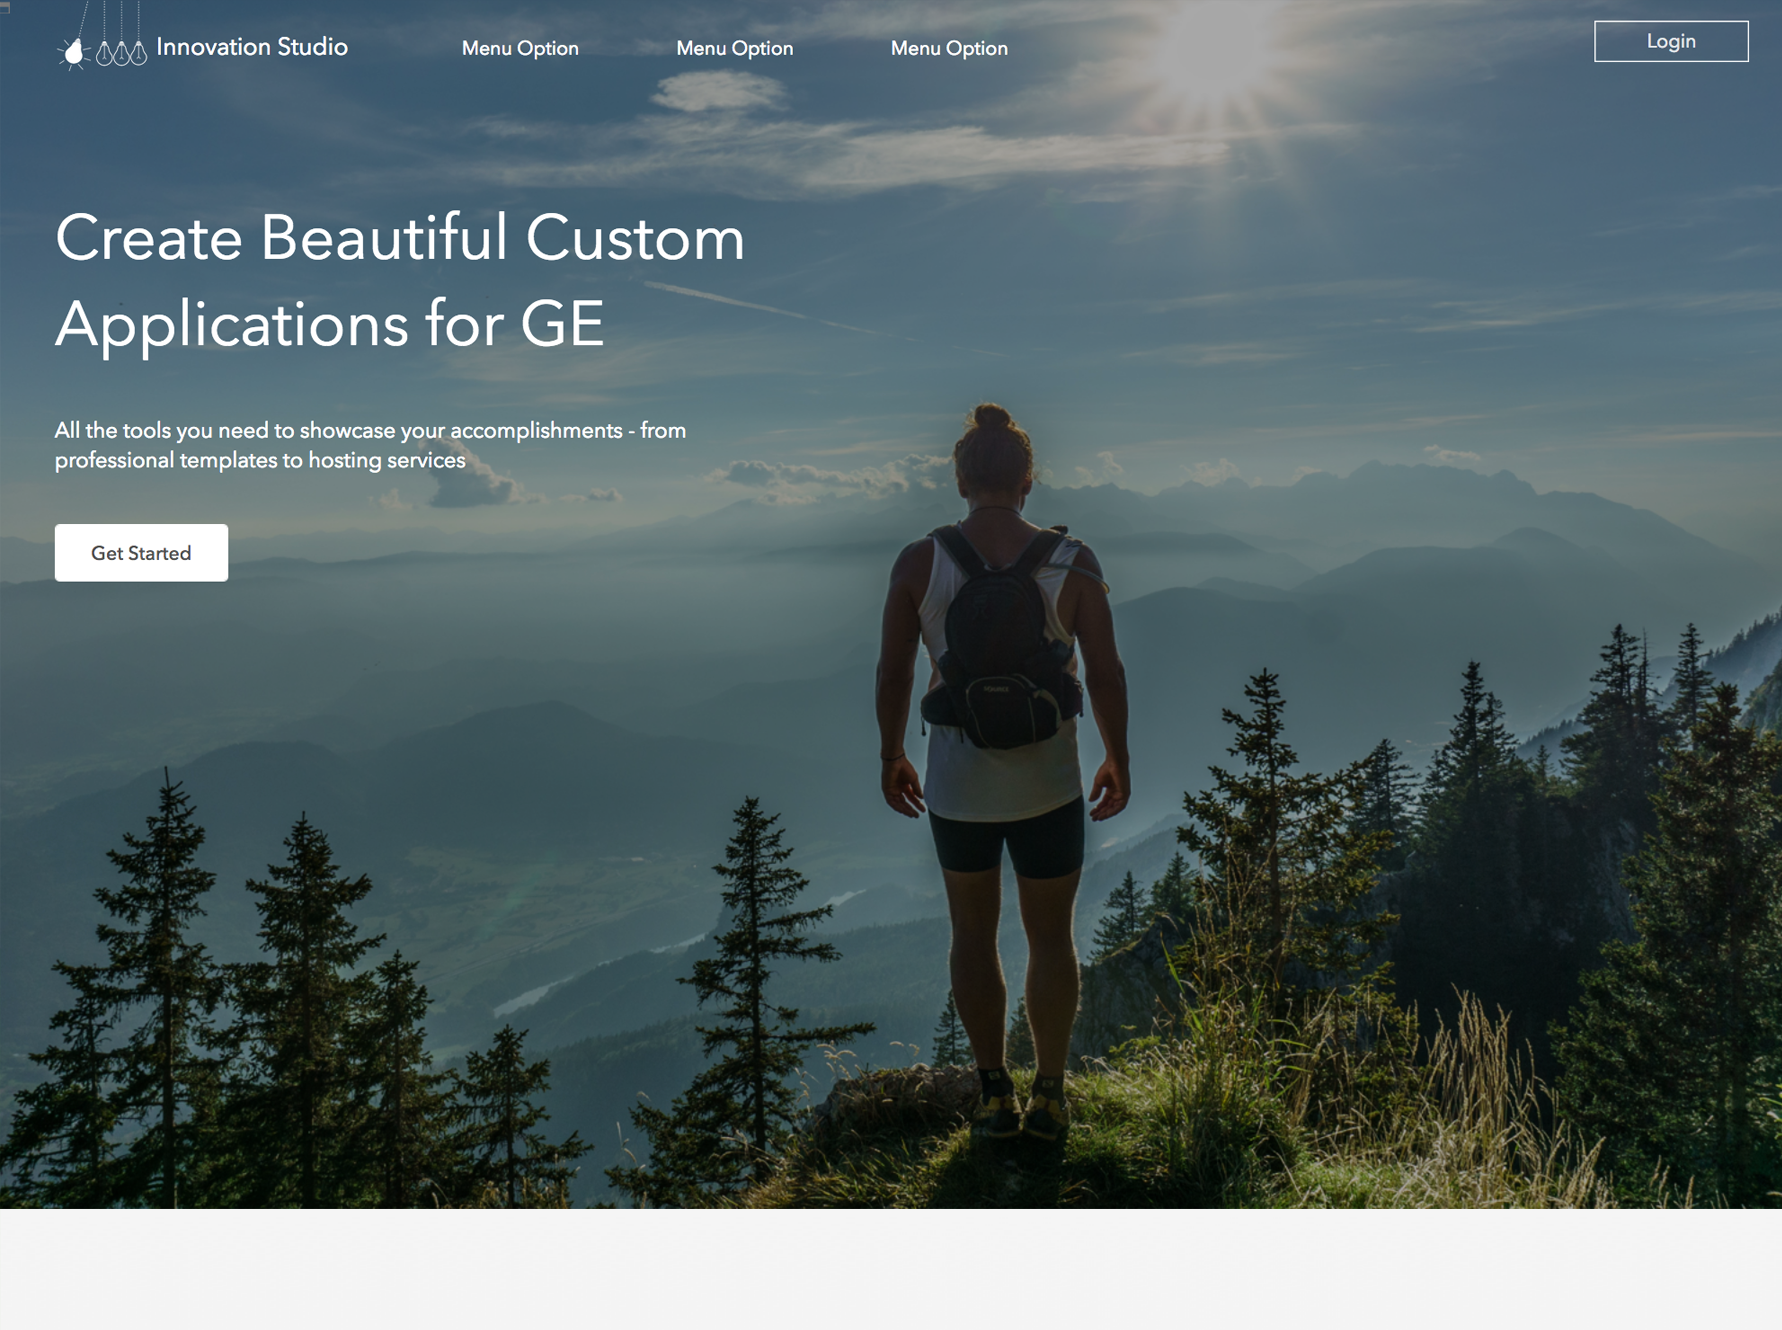 Innovation Studio
Menu Option
Menu Option
Menu Option
Login
Create Beautiful Custom
Applications for GE
All the tools you need to showcase your accomplishments - from
professional templates to hosting services
Get Started